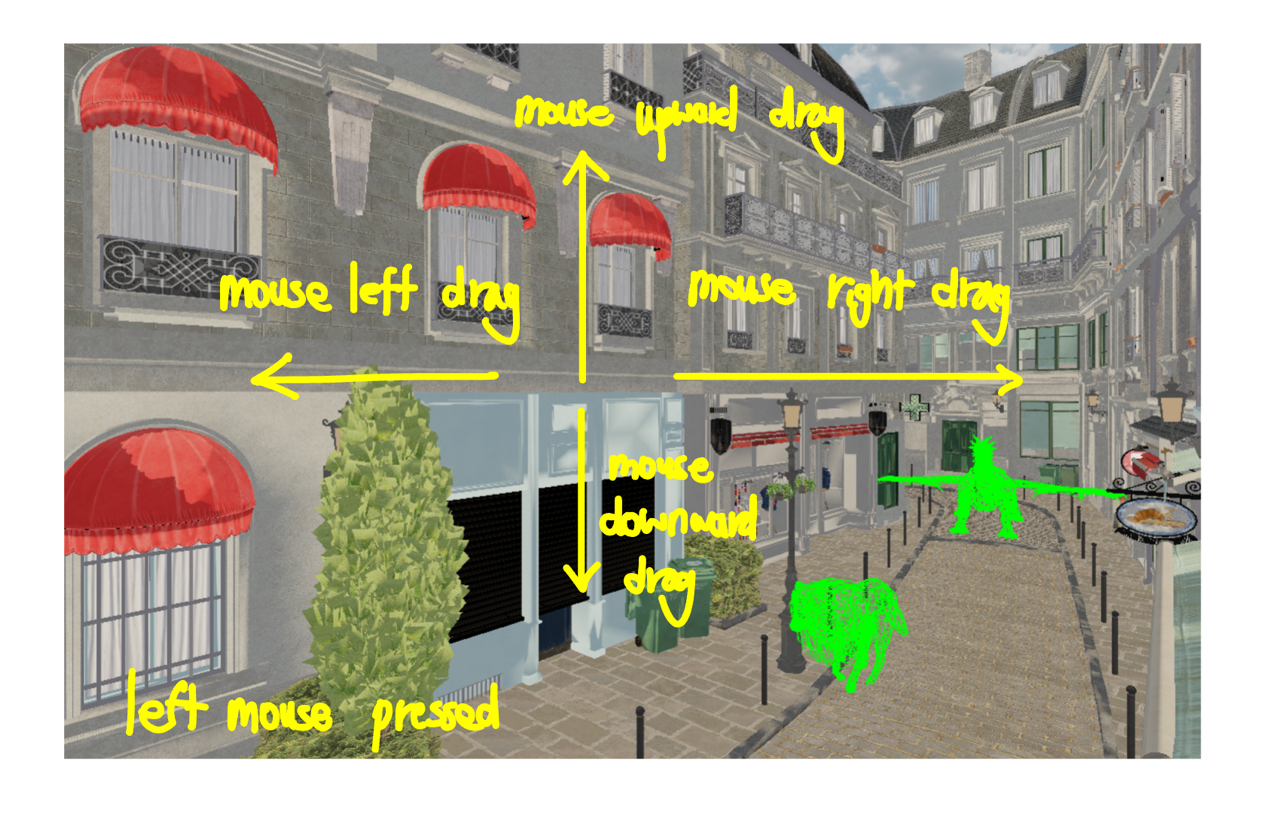 mouse upward drag
mouse left drag
mouse right drag
mouse
downward
drag
left mouse pressed